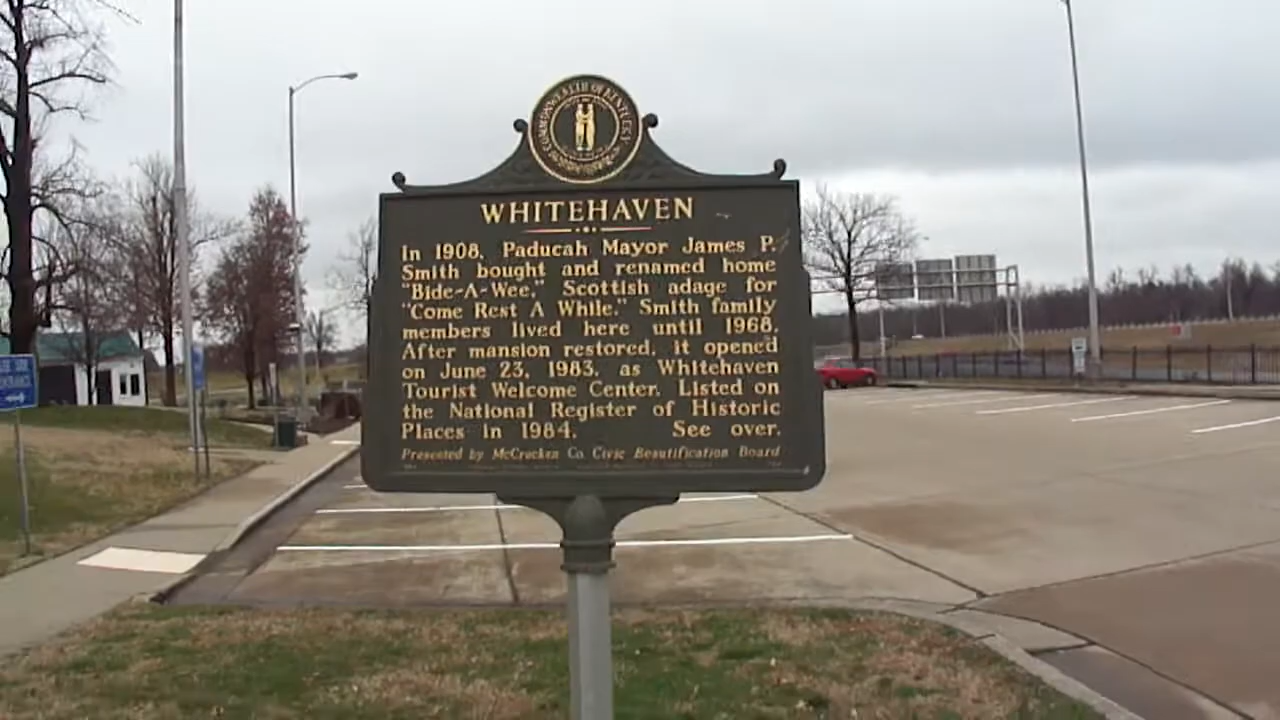 COMMONWEALTH OF KENTUCKY
WHITEHAVEN
In 1908, Paducah Mayor James P.
Smith bought and renamed home
"Bide-A-Wee," Scottish adage for
"Come Rest A While." Smith family
members lived here until 1968.
After mansion restored, it opened
on June 23, 1983, as Whitehaven
Tourist Welcome Center. Listed on
the National Register of Historic
Places in 1984. See over.
Presented by McCracken Co. Civic Beautification Board